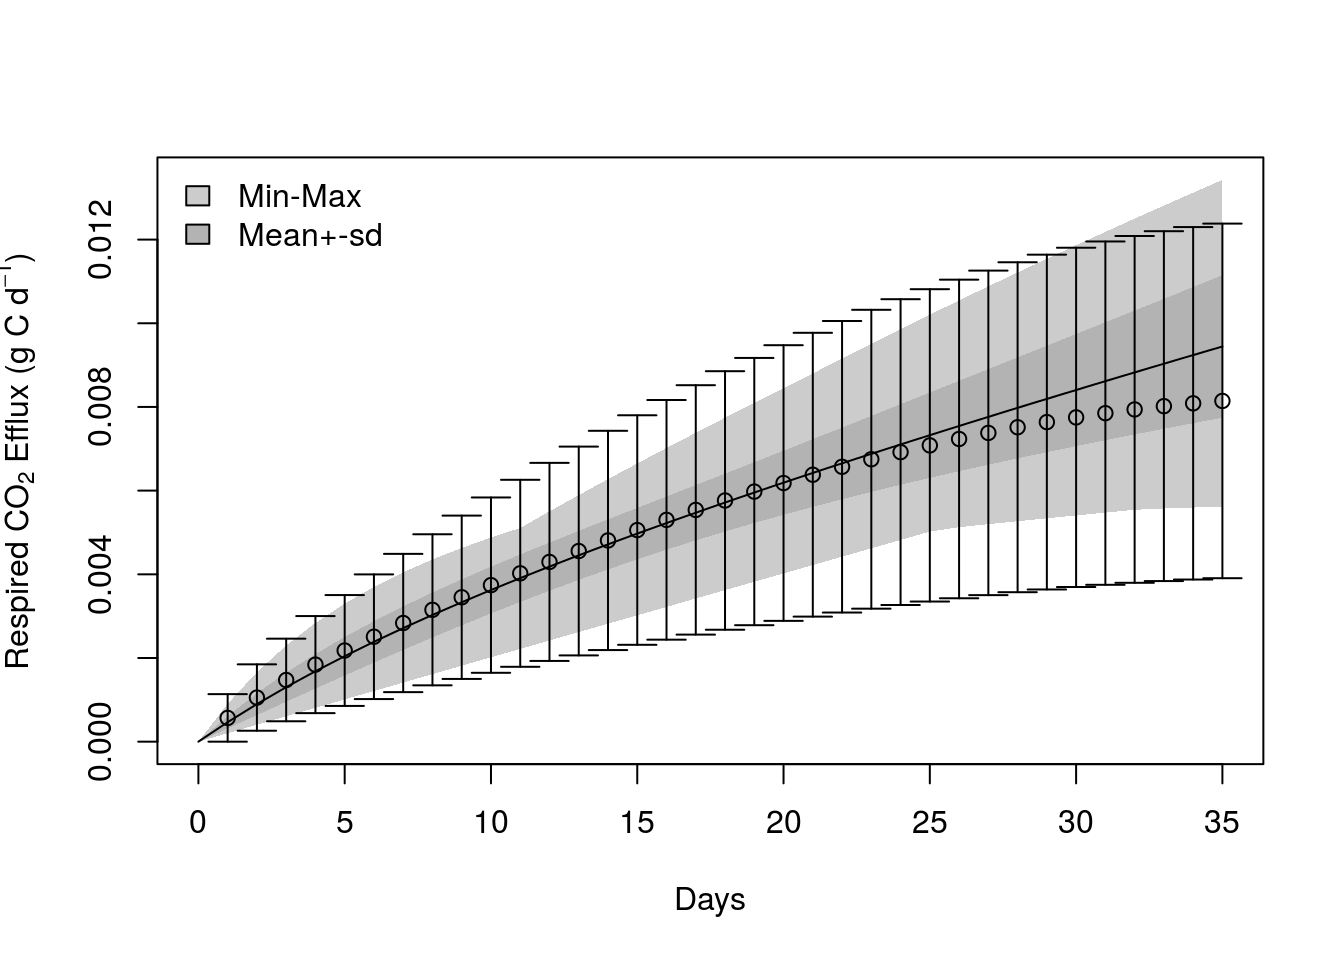 Min-Max
Mean+-sd
Respired CO₂ Efflux (g C d⁻¹)
0.012
0.008
0.004
0.000
0 5 10 15 20 25 30 35
Days